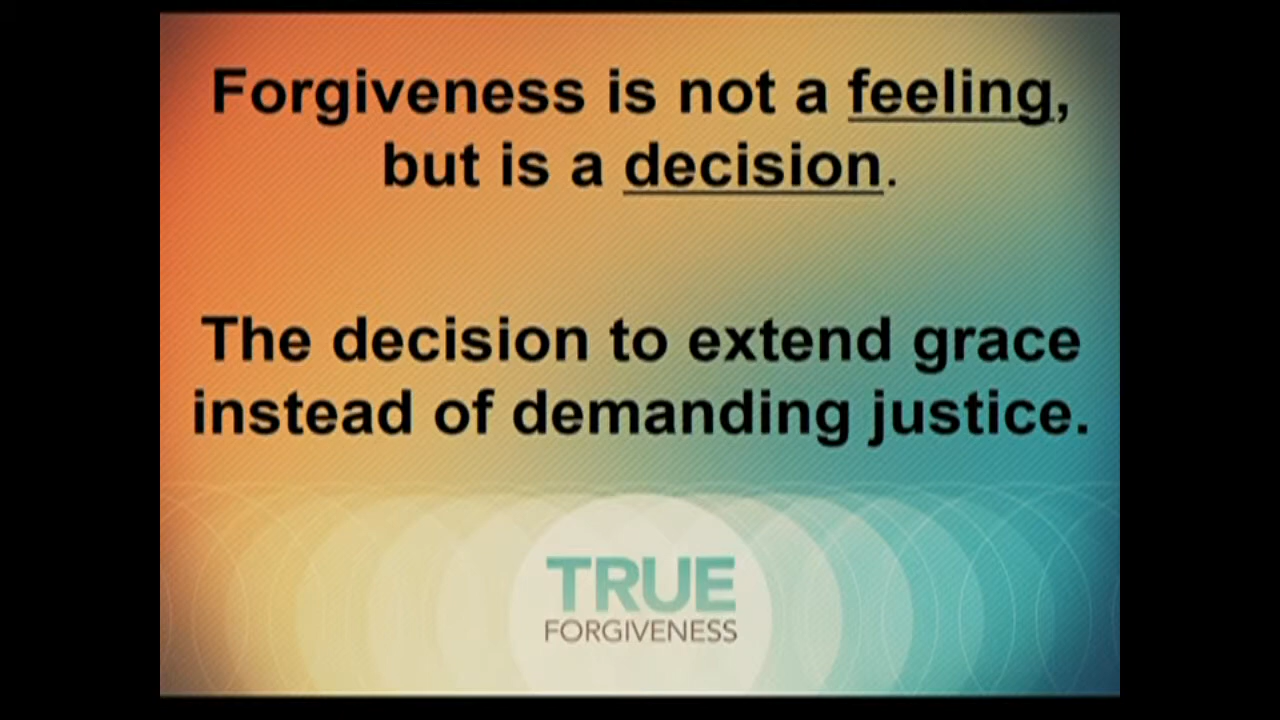 Forgiveness is not a feeling,
but is a decision.
The decision to extend grace
instead of demanding justice.
TRUE
FORGIVENESS